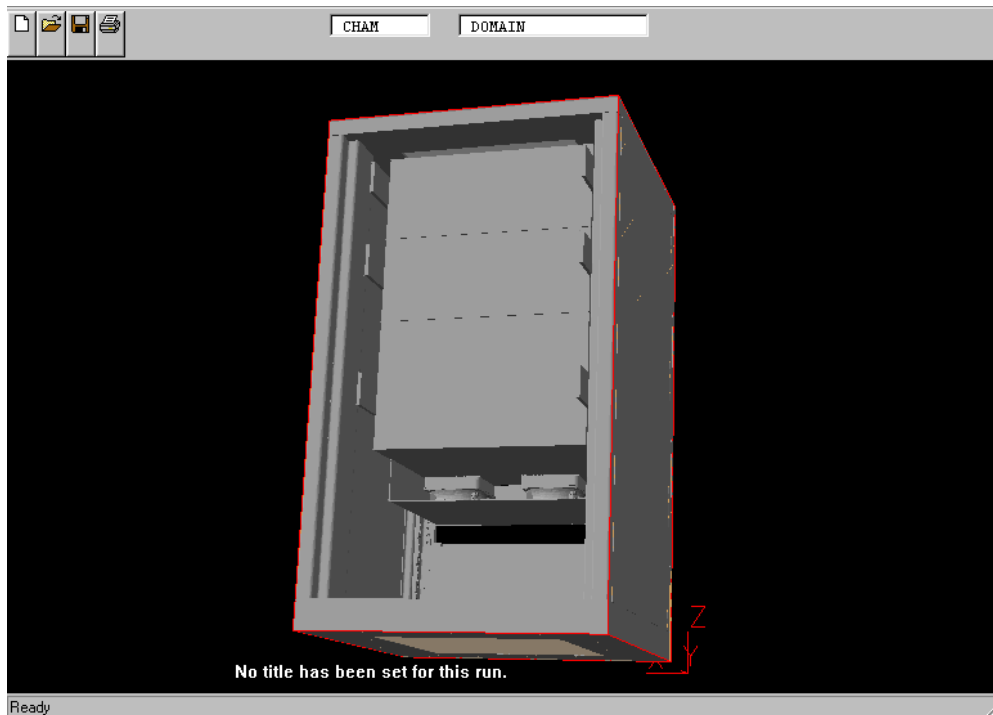 CHAM
DOMAIN
Z
Y
X
No title has been set for this run.
Ready